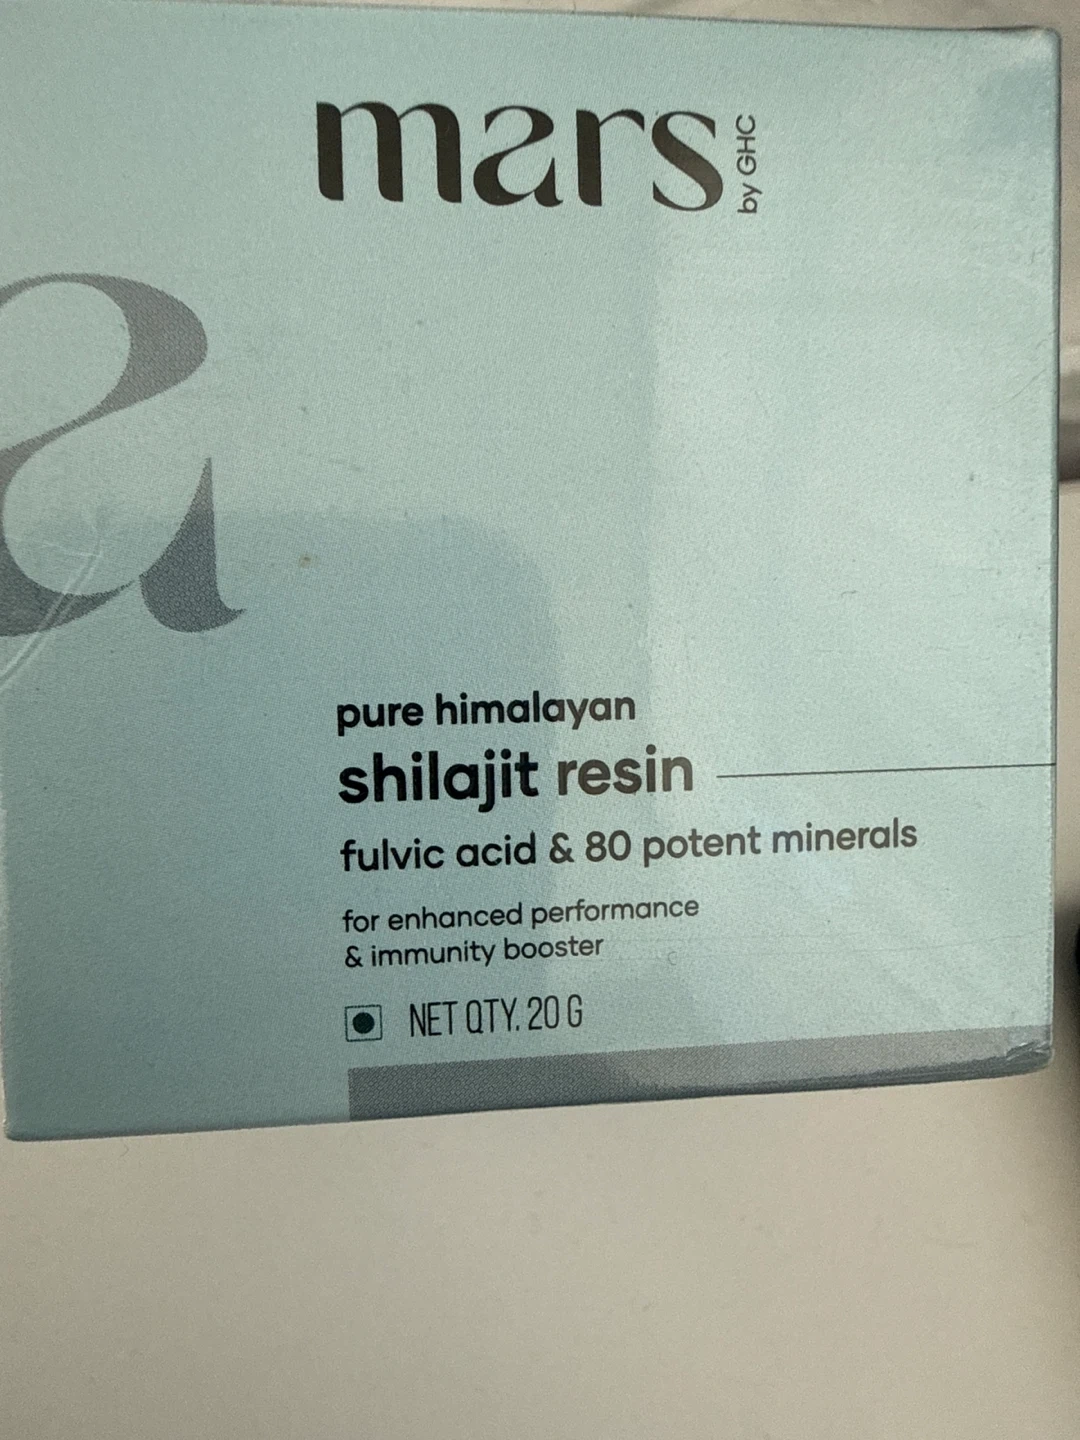 mars by GHC
a
pure himalayan
shilajit resin
fulvic acid & 80 potent minerals
for enhanced performance
& immunity booster
NET QTY. 20 G